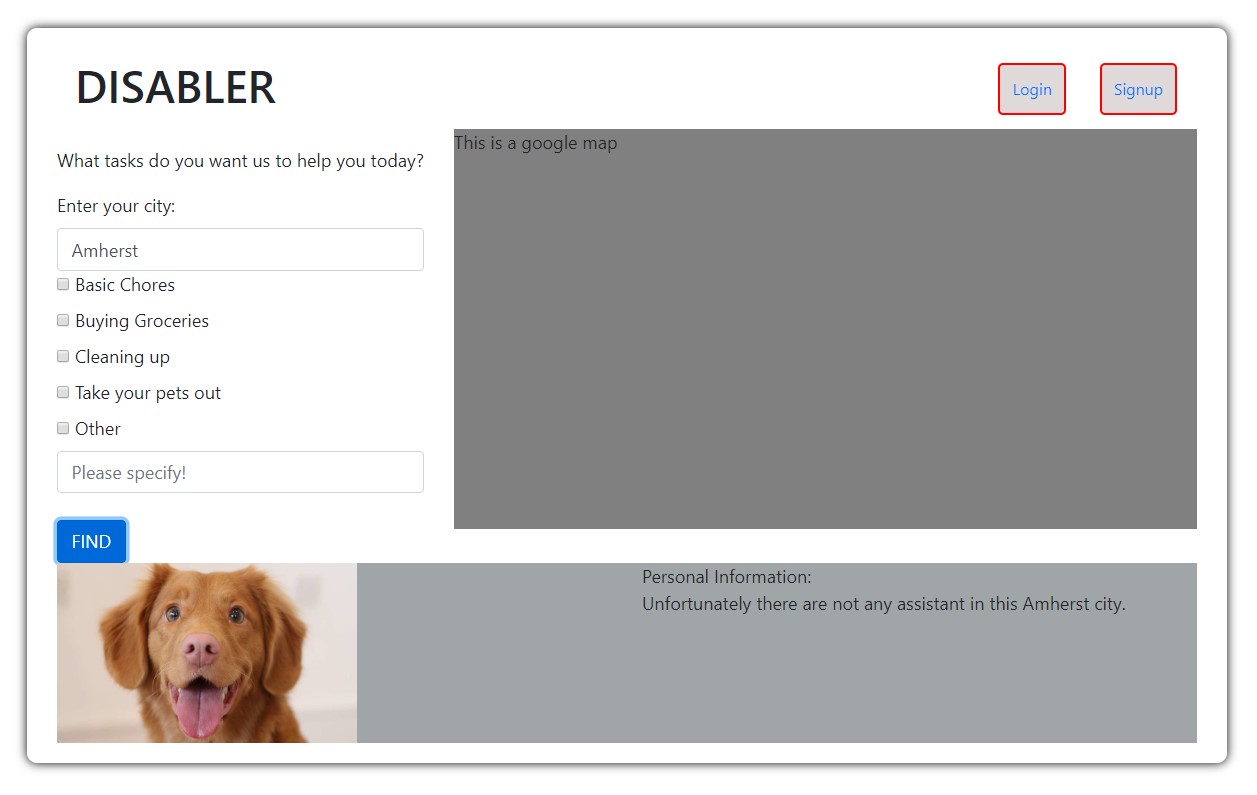 DISABLER
Login
Signup
What tasks do you want us to help you today?
Enter your city:
Amherst
Basic Chores
Buying Groceries
Cleaning up
Take your pets out
Other
Please specify!
FIND
This is a google map
Personal Information:
Unfortunately there are not any assistant in this Amherst city.